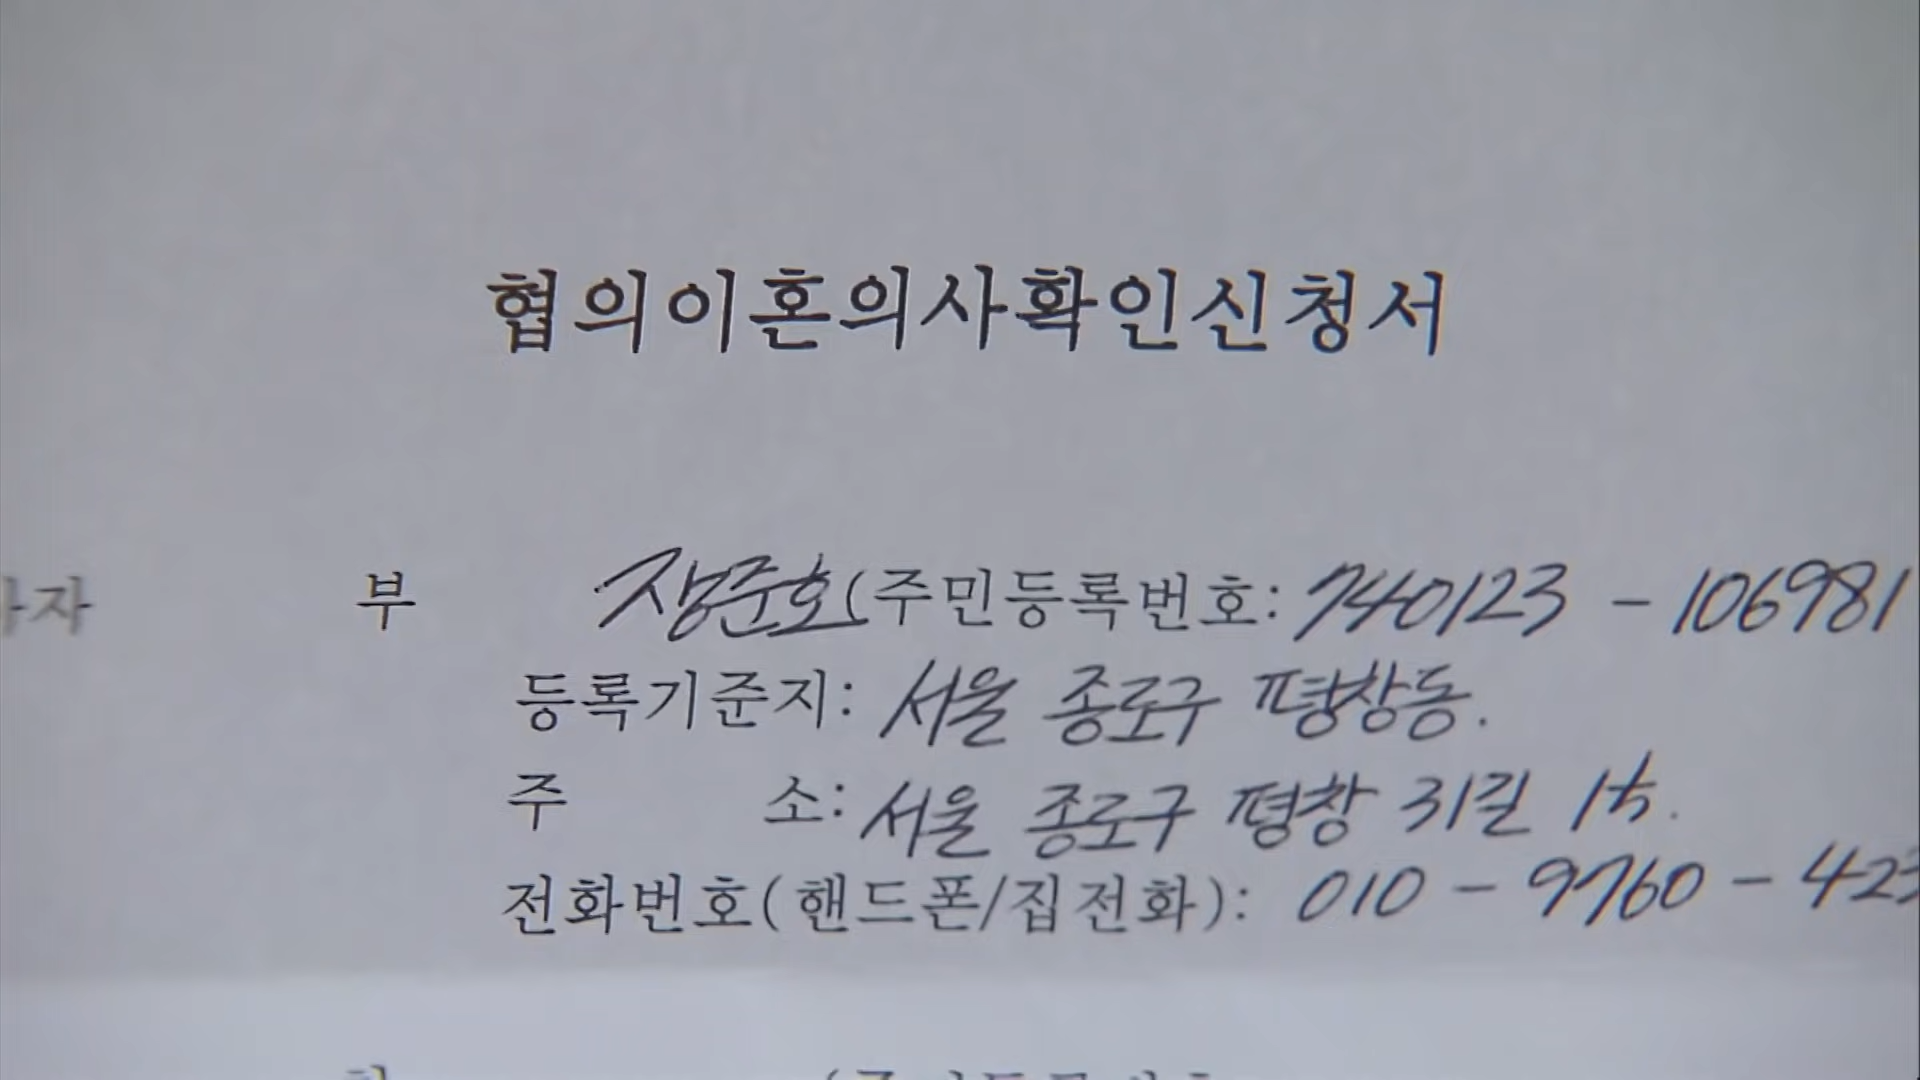 협의이혼의사확인신청서
자 부 장준호(주민등록번호: 740123 - 106981
등록기준지: 서울 종로구 평창동.
주 소: 서울 종로구 평창 31길 15.
전화번호(핸드폰/집전화): 010 - 9760 - 423